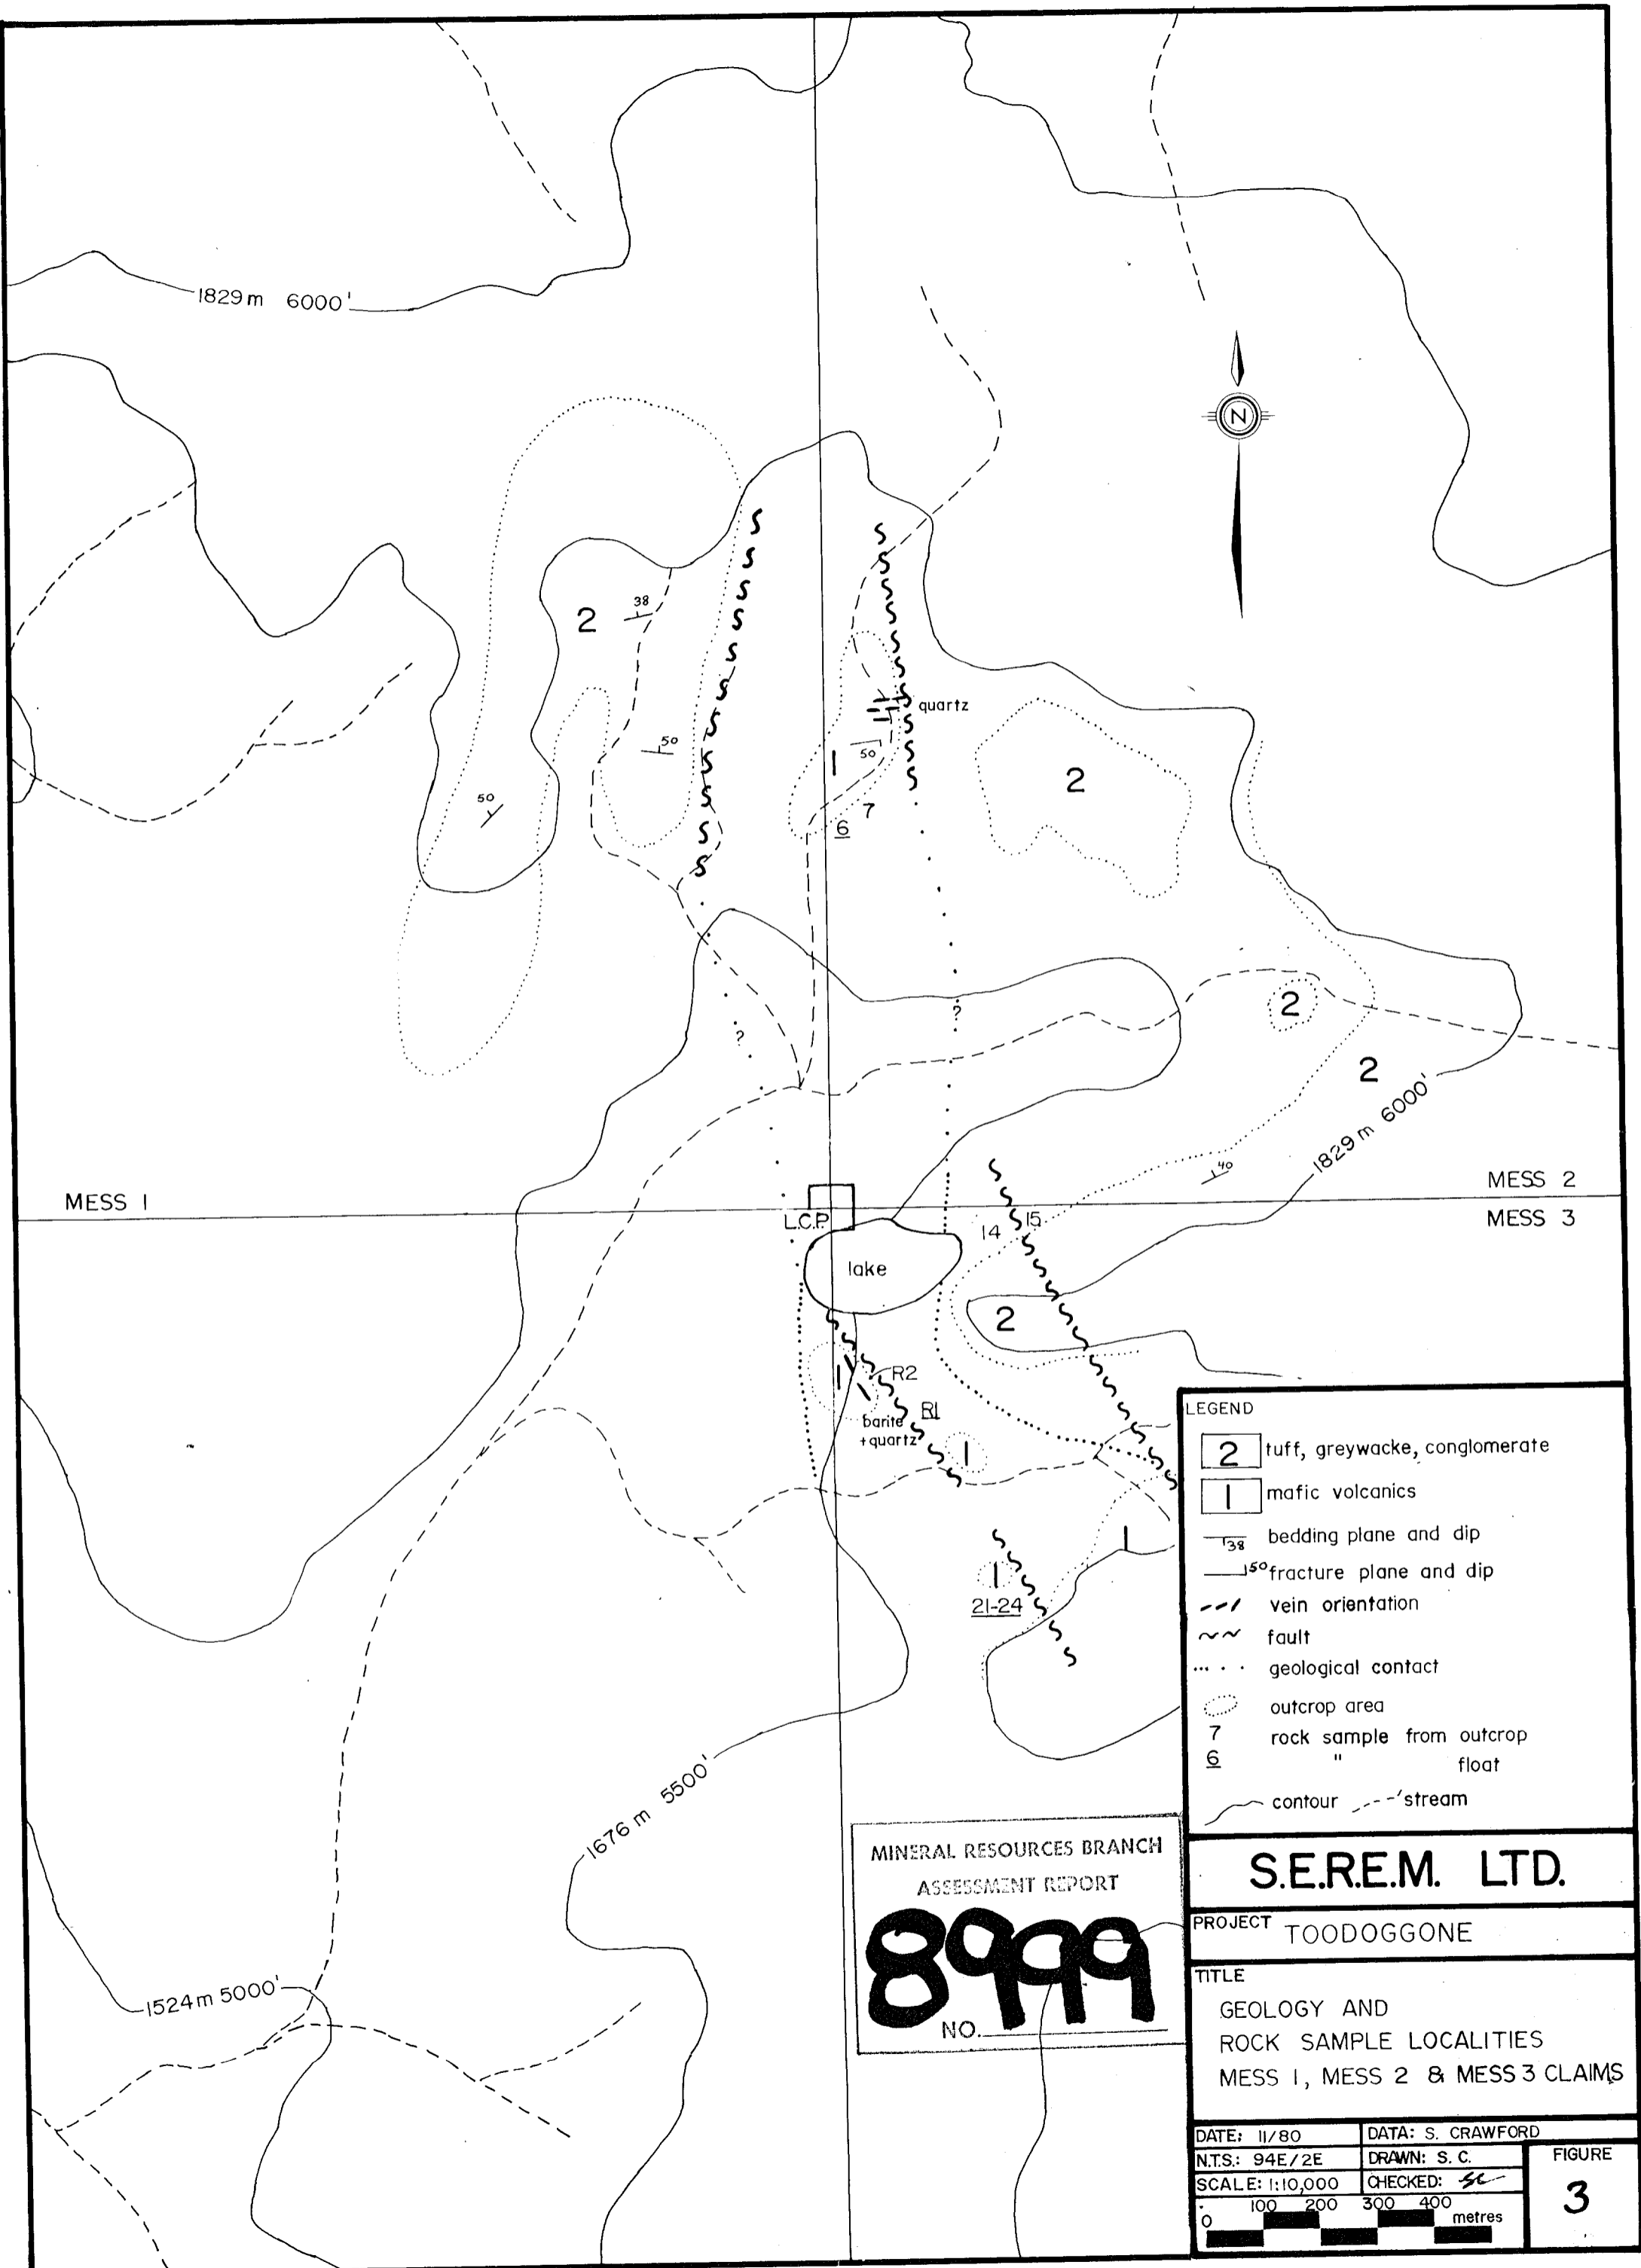 1829m 6000'
N
38
2
quartz
50
50
2
50
1
7
6
50
2
?
?
2
1829m 6000'
40
MESS 1
MESS 2
L.C.P.
14
15
MESS 3
lake
2
1
R2
R1
barite
+quartz
1
1
1
21-24
1676m 5500'
1524m 5000'
LEGEND
2 tuff, greywacke, conglomerate
1 mafic volcanics
38 bedding plane and dip
50 fracture plane and dip
vein orientation
fault
geological contact
outcrop area
7 rock sample from outcrop
6 " float
contour stream
MINERAL RESOURCES BRANCH
ASSESSMENT REPORT
8999
NO.
S.E.R.E.M. LTD.
PROJECT TOODOGGONE
TITLE
GEOLOGY AND
ROCK SAMPLE LOCALITIES
MESS 1, MESS 2 & MESS 3 CLAIMS
DATE: 11/80 DATA: S. CRAWFORD
N.T.S.: 94E/2E DRAWN: S. C.
SCALE: 1:10,000 CHECKED: SC
FIGURE
3
0 100 200 300 400 metres